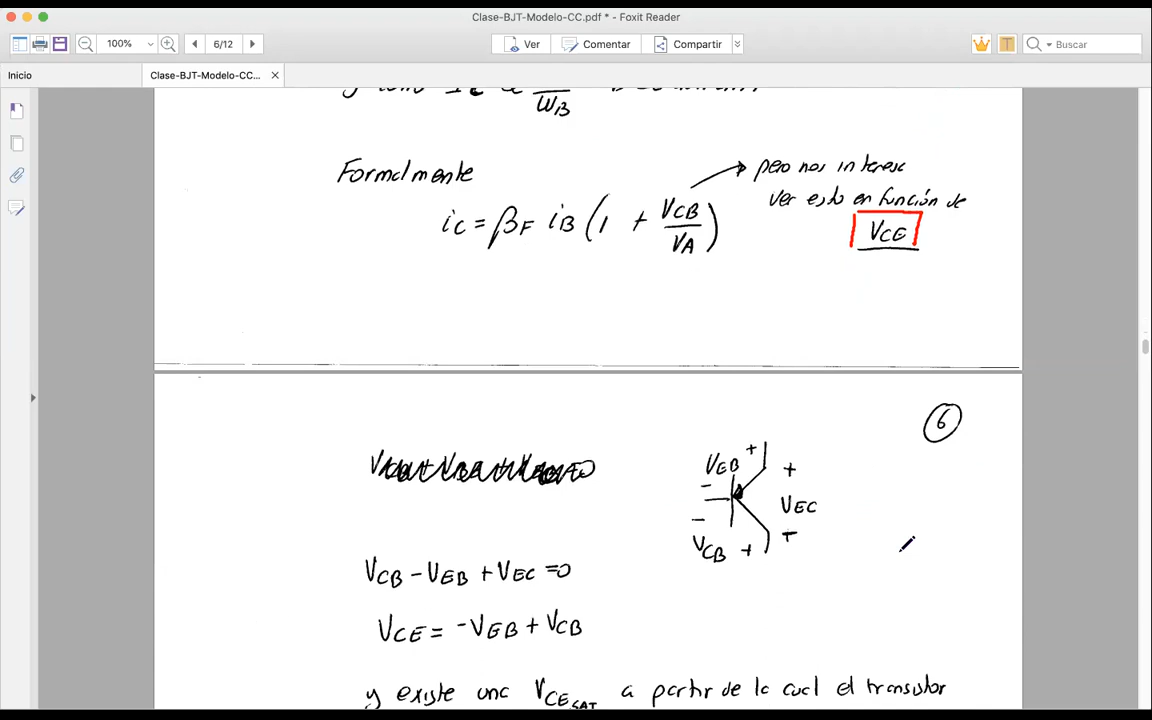 Clase-BJT-Modelo-CC.pdf * - Foxit Reader
100%
6/12
Ver
Comentar
Compartir
Buscar
Inicio
Clase-BJT-Modelo-CC...
WB
Formalmente
iC = βF iB (1 + VCB/VA)
pero nos interesa
ver esto en función de
VCE
6
VEB +
+
-
VEC
-
VCB +
VCB - VEB + VEC = 0
VCE = -VEB + VCB
y existe una VCESAT a partir de la cual el transistor